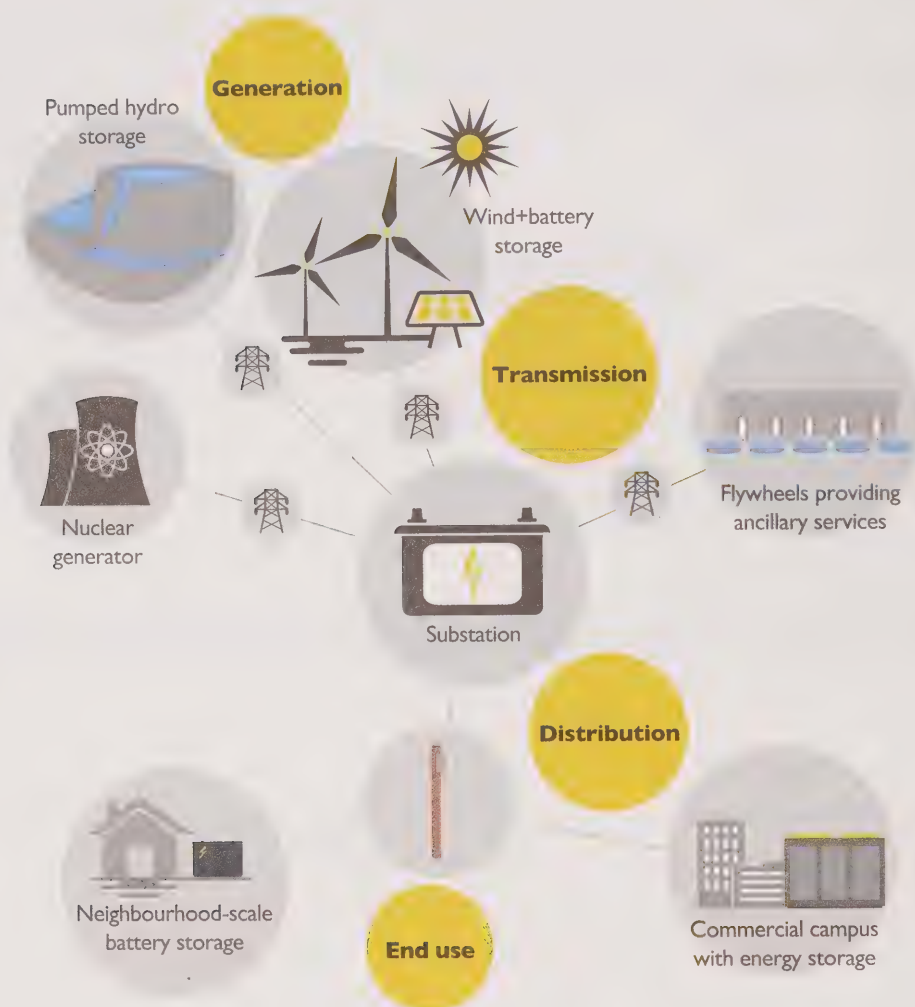 Generation
Pumped hydro
storage
Wind+battery
storage
Transmission
Nuclear
generator
Flywheels providing
ancillary services
Substation
Distribution
Neighbourhood-scale
battery storage
End use
Commercial campus
with energy storage